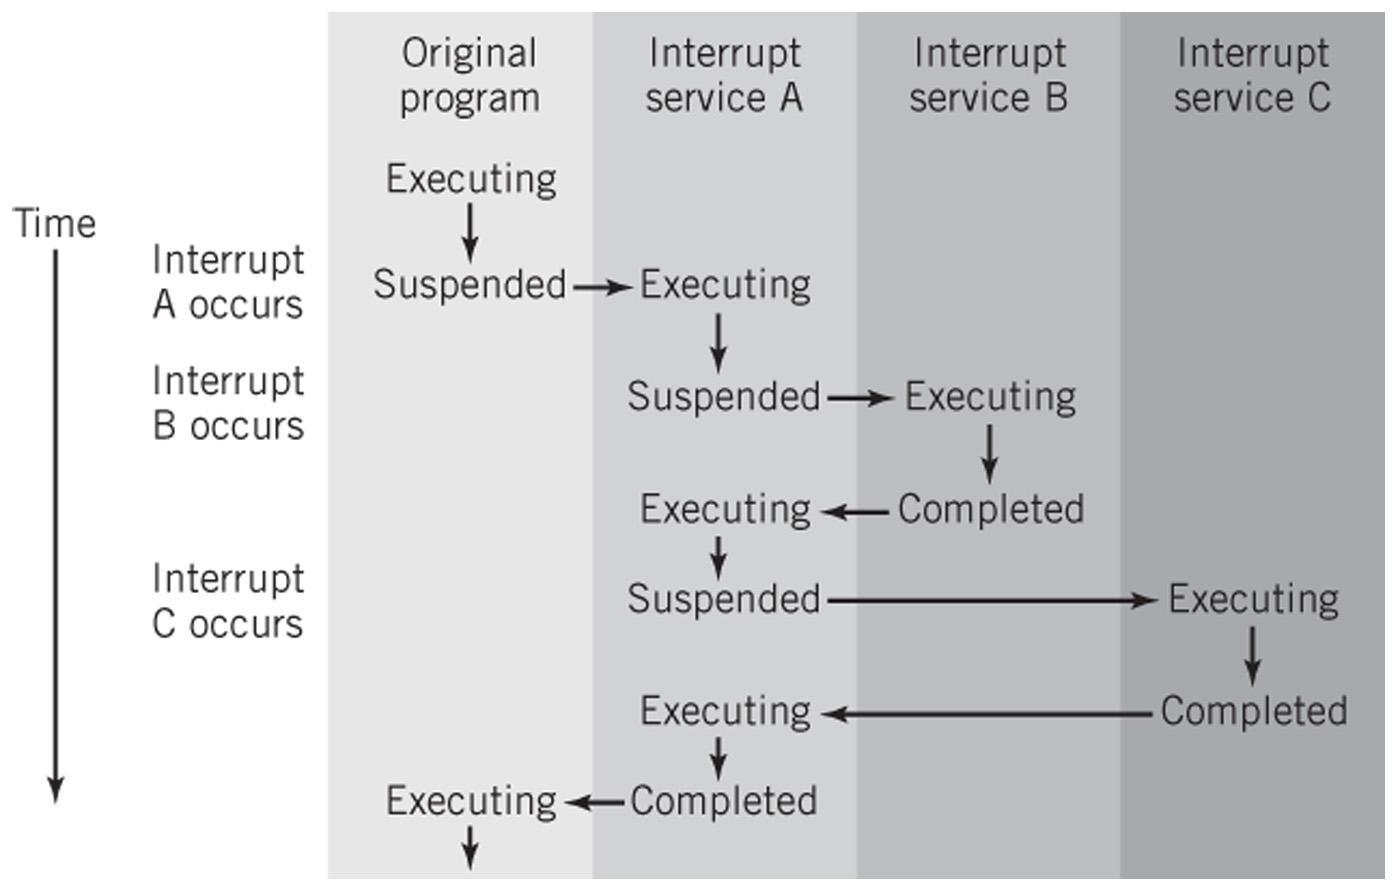 Original program
Interrupt service A
Interrupt service B
Interrupt service C
Executing
Time
Interrupt
A occurs
Suspended
Executing
Interrupt
B occurs
Suspended
Executing
Executing
Completed
Interrupt
C occurs
Suspended
Executing
Executing
Completed
Executing
Completed